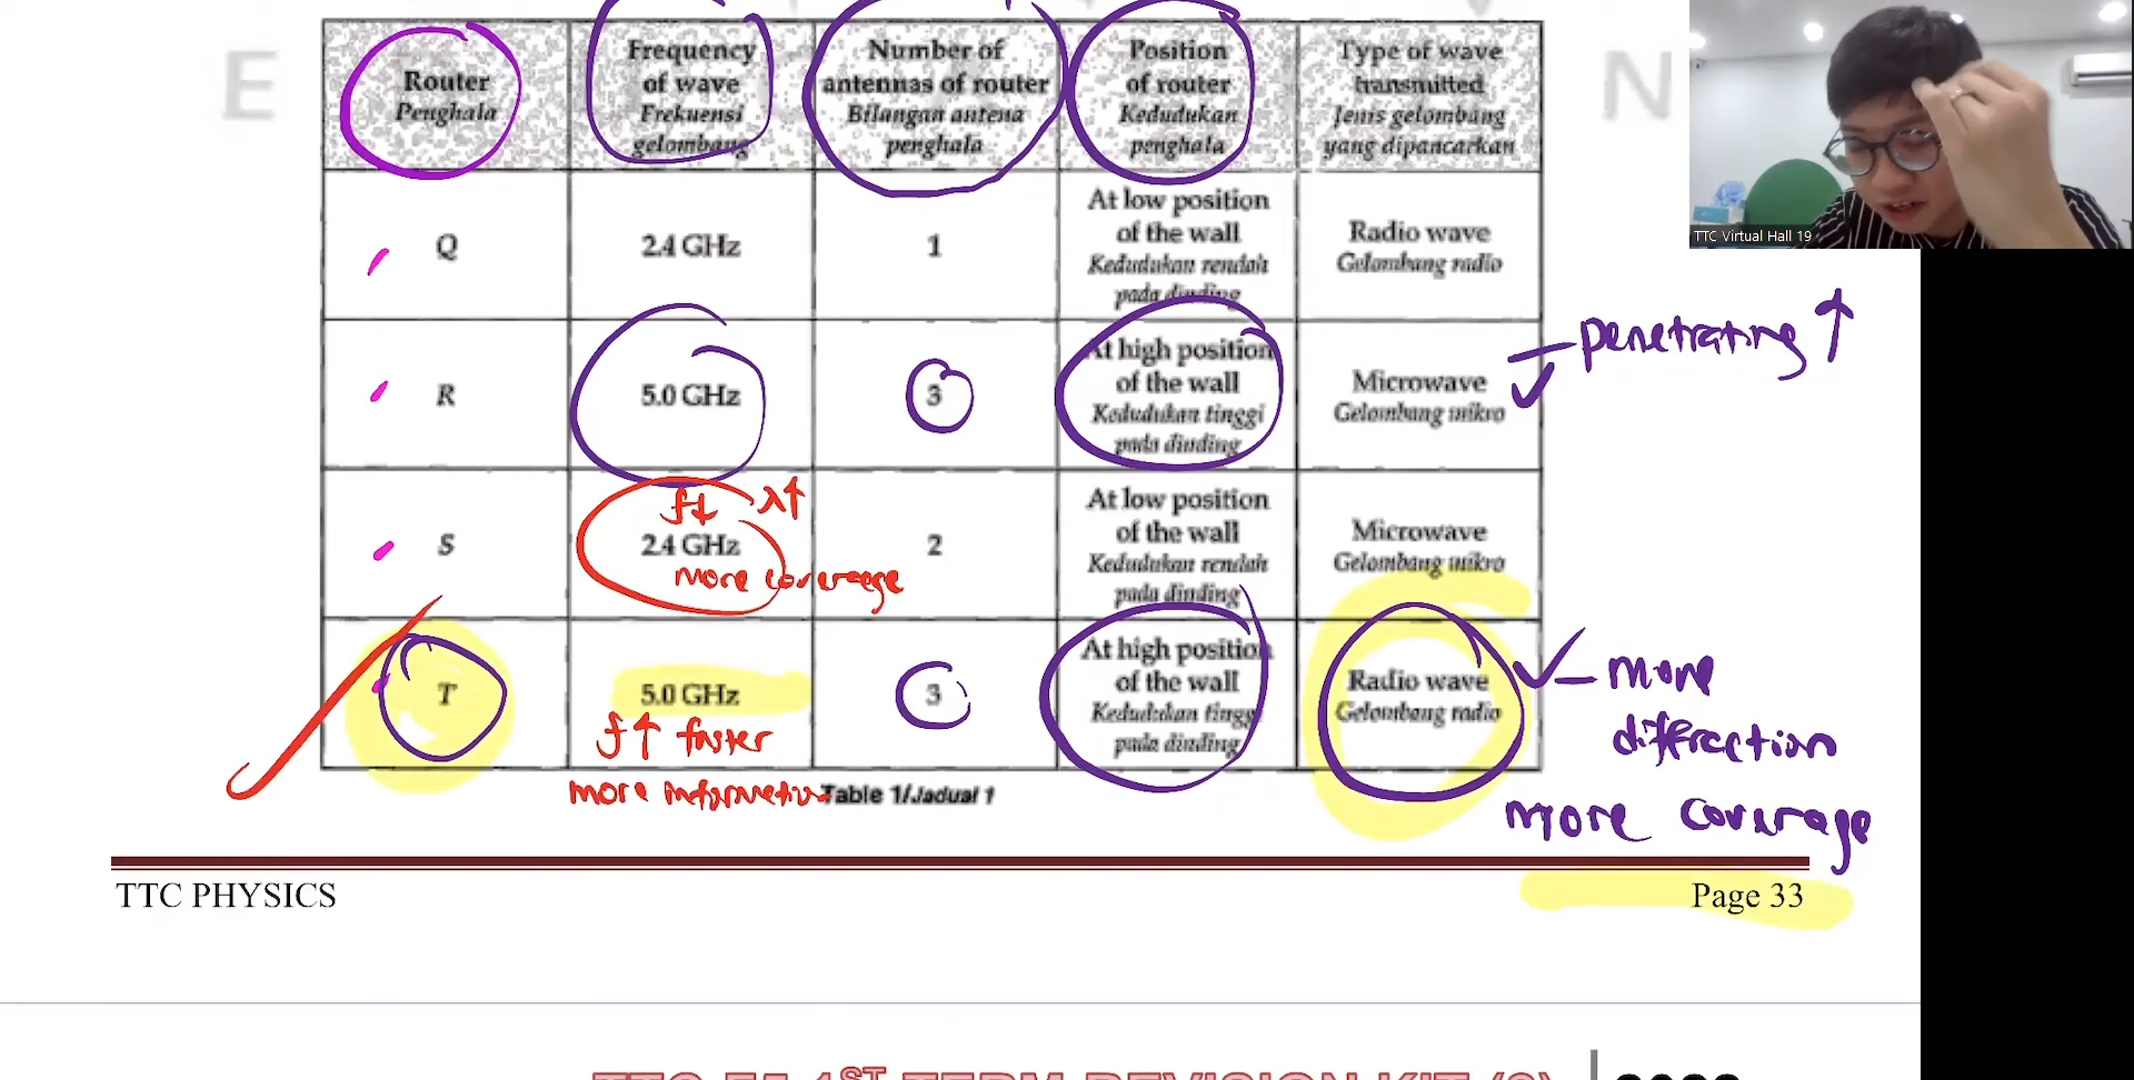 E
N
Router
Penghala
Frequency
of wave
Frekuensi
gelombang
Number of
antennas of router
Bilangan antena
penghala
Position
of router
Kedudukan
penghala
Type of wave
transmitted
Jenis gelombang
yang dipancarkan
TTC Virtual Hall 19
Q
2.4 GHz
1
At low position
of the wall
Kedudukan rendah
pada dinding
Radio wave
Gelombang radio
R
5.0 GHz
3
At high position
of the wall
Kedudukan tinggi
pada dinding
Microwave
Gelombang mikro
penetrating ↑
S
f↓ λ↑
2.4 GHz
more coverage
2
At low position
of the wall
Kedudukan rendah
pada dinding
Microwave
Gelombang mikro
T
5.0 GHz
f↑ faster
more information
3
At high position
of the wall
Kedudukan tingg
pada dinding
Radio wave
Gelombang radio
more
diffraction
more coverage
Table 1/Jadual 1
TTC PHYSICS
Page 33